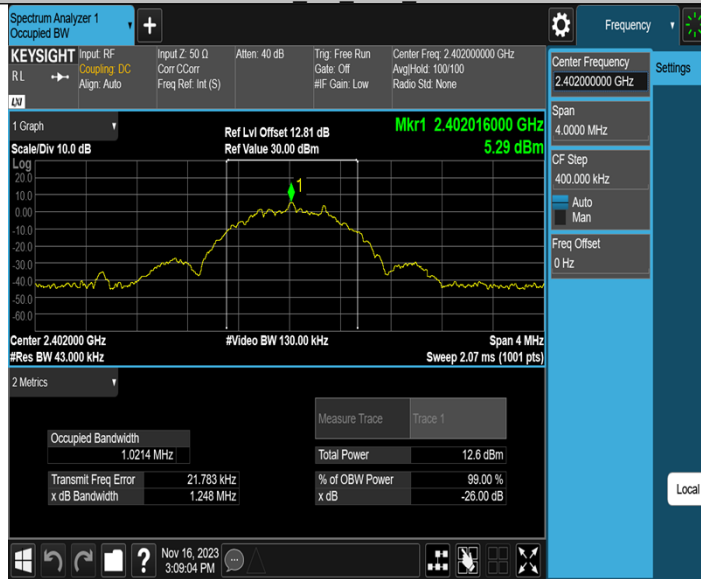 Spectrum Analyzer 1
Occupied BW
Frequency
KEYSIGHT
RL
LXI
Input: RF
Coupling: DC
Align: Auto
Input Z: 50 Ω
Corr CCorr
Freq Ref: Int (S)
Atten: 40 dB
Trig: Free Run
Gate: Off
#IF Gain: Low
Center Freq: 2.402000000 GHz
Avg|Hold: 100/100
Radio Std: None
1 Graph
Scale/Div 10.0 dB
Ref Lvl Offset 12.81 dB
Ref Value 30.00 dBm
Mkr1 2.402016000 GHz
5.29 dBm
Log
20.0
10.0
0.00
-10.0
-20.0
-30.0
-40.0
-50.0
-60.0
1
Center 2.402000 GHz
#Video BW 130.00 kHz
Span 4 MHz
#Res BW 43.000 kHz
Sweep 2.07 ms (1001 pts)
2 Metrics
Measure Trace
Trace 1
Occupied Bandwidth
1.0214 MHz
Total Power
12.6 dBm
Transmit Freq Error
21.783 kHz
% of OBW Power
99.00 %
x dB Bandwidth
1.248 MHz
x dB
-26.00 dB
Center Frequency
2.402000000 GHz
Settings
Span
4.0000 MHz
CF Step
400.000 kHz
Auto
Man
Freq Offset
0 Hz
Local
?
Nov 16, 2023
3:09:04 PM